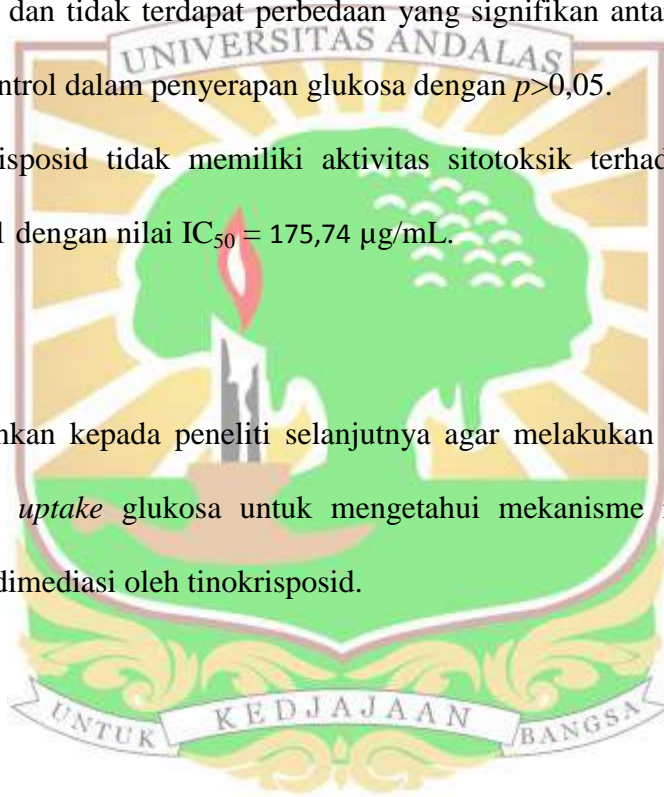 dan tidak terdapat perbedaan yang signifikan anta
UNIVERSITAS ANDALAS
ntrol dalam penyerapan glukosa dengan p>0,05.
isposid tidak memiliki aktivitas sitotoksik terhad
dengan nilai IC50 = 175,74 µg/mL.
nkan kepada peneliti selanjutnya agar melakukan
uptake glukosa untuk mengetahui mekanisme
dimediasi oleh tinokrisposid.
UNTUK KEDJAJAAN BANGSA